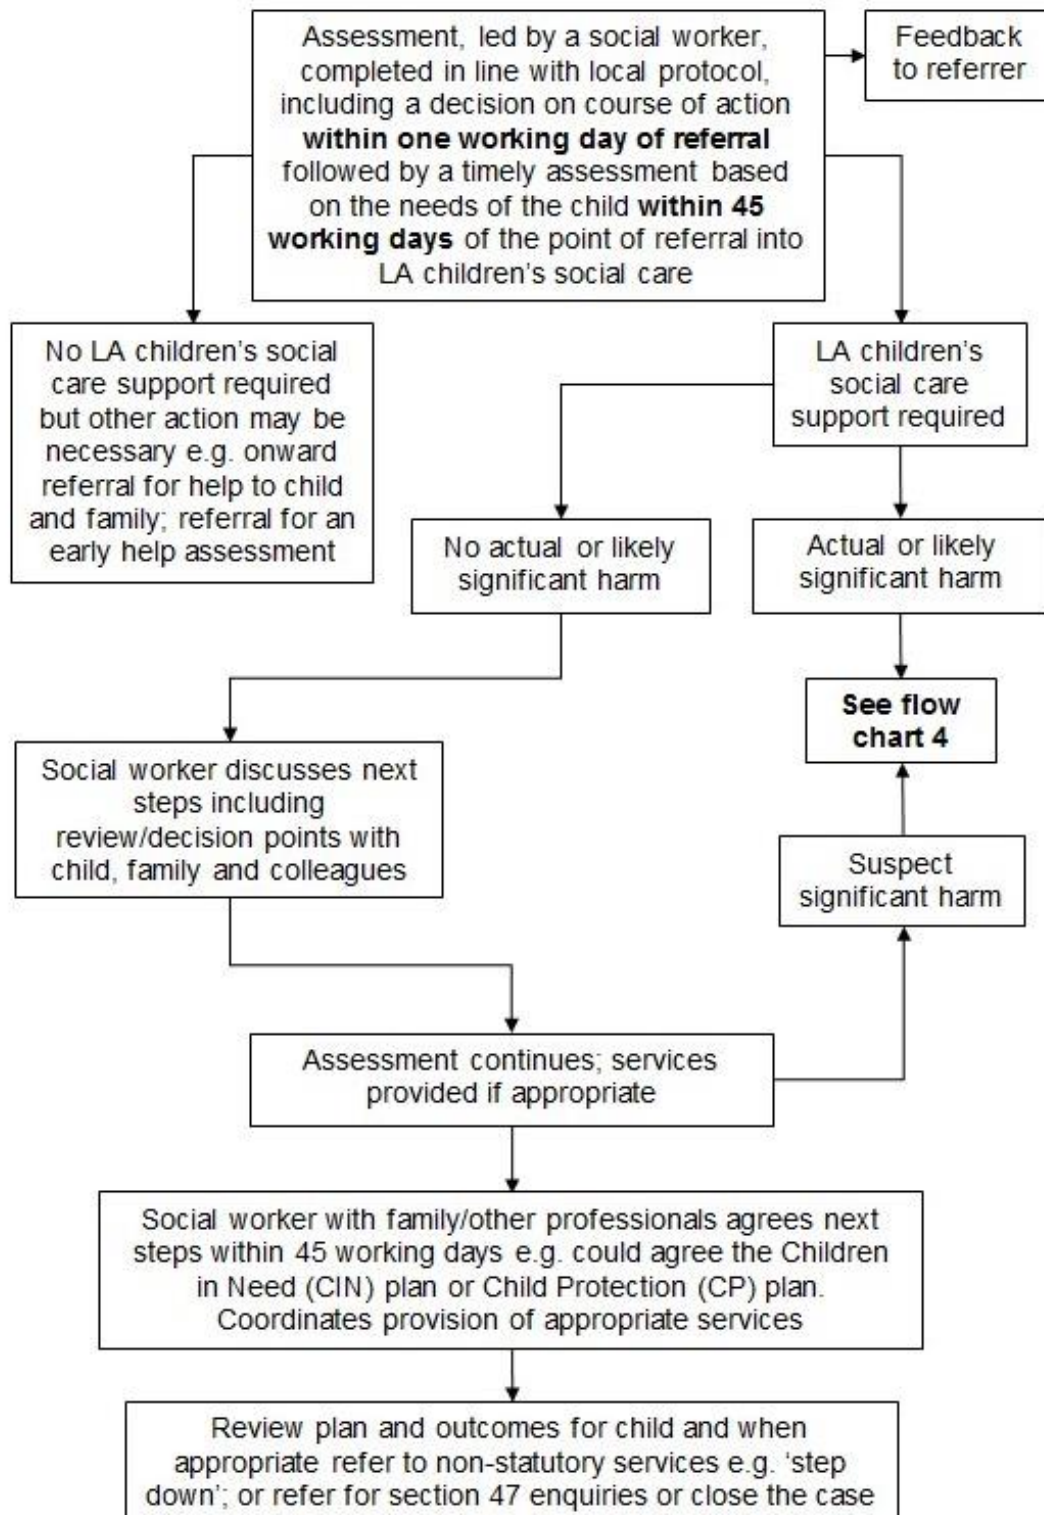 Assessment, led by a social worker,
completed in line with local protocol,
including a decision on course of action
within one working day of referral
followed by a timely assessment based
on the needs of the child within 45
working days of the point of referral into
LA children's social care
Feedback
to referrer
No LA children's social
care support required
but other action may be
necessary e.g. onward
referral for help to child
and family; referral for an
early help assessment
LA children's
social care
support required
No actual or likely
significant harm
Actual or likely
significant harm
See flow
chart 4
Social worker discusses next
steps including
review/decision points with
child, family and colleagues
Suspect
significant harm
Assessment continues; services
provided if appropriate
Social worker with family/other professionals agrees next
steps within 45 working days e.g. could agree the Children
in Need (CIN) plan or Child Protection (CP) plan.
Coordinates provision of appropriate services
Review plan and outcomes for child and when
appropriate refer to non-statutory services e.g. ‘step
down’; or refer for section 47 enquiries or close the case